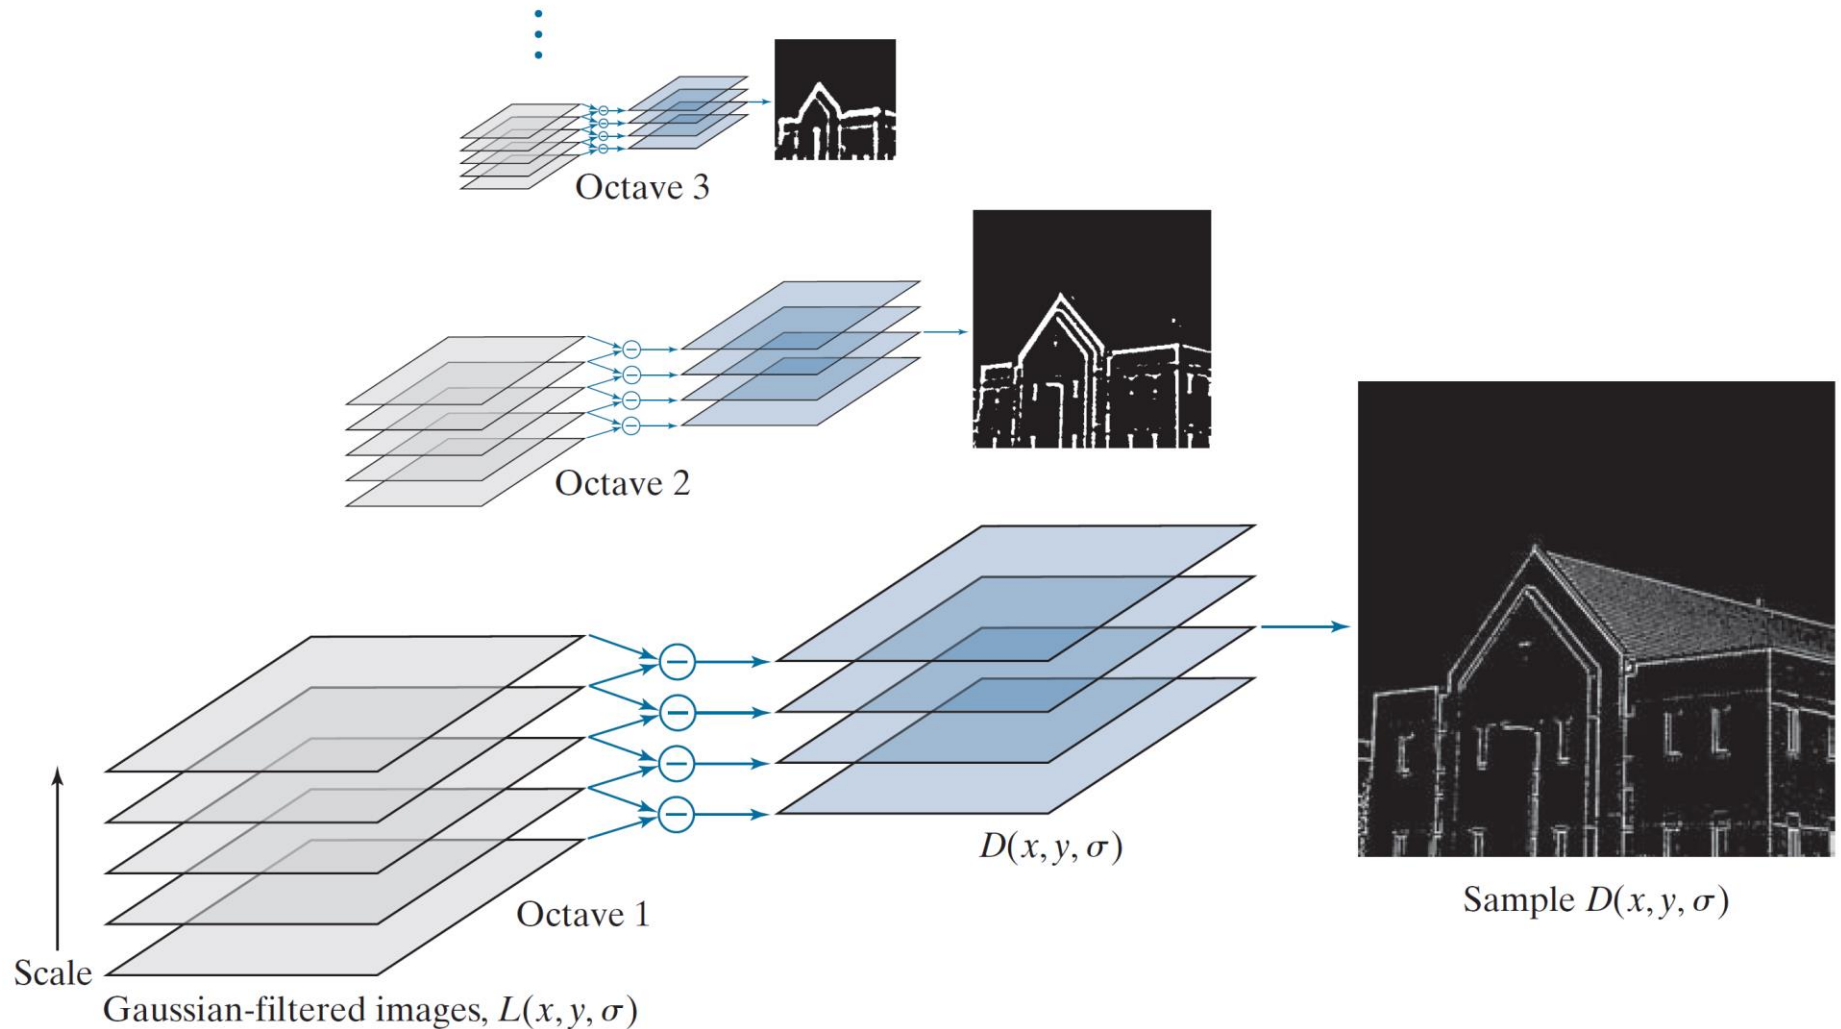 Octave 3
Octave 2
D(x, y, σ)
Octave 1
Sample D(x, y, σ)
Scale
Gaussian-filtered images, L(x, y, σ)